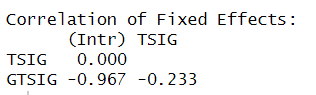 Correlation of Fixed Effects:
(Intr) TSIG
TSIG 0.000
GTSIG -0.967 -0.233